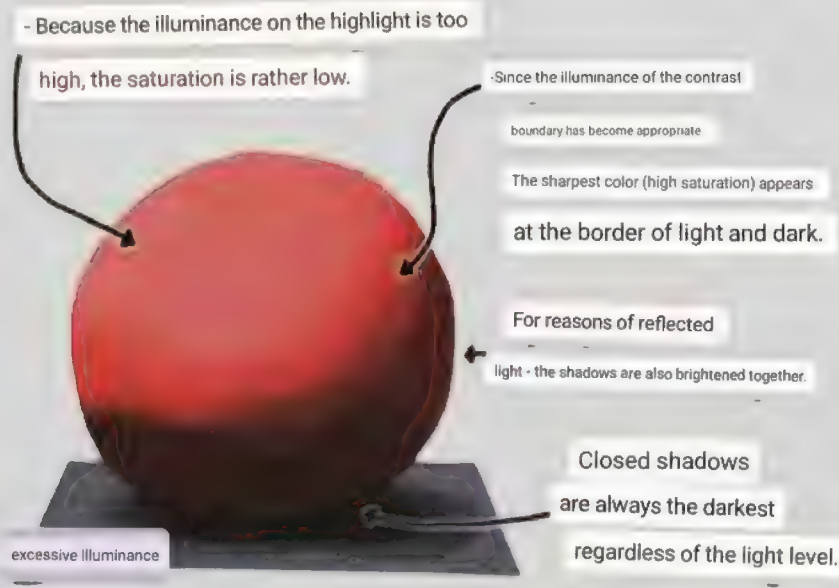 - Because the illuminance on the highlight is too
high, the saturation is rather low.
·Since the illuminance of the contrast
boundary has become appropriate
The sharpest color (high saturation) appears
at the border of light and dark.
For reasons of reflected
light - the shadows are also brightened together.
Closed shadows
are always the darkest
regardless of the light level.
excessive Illuminance